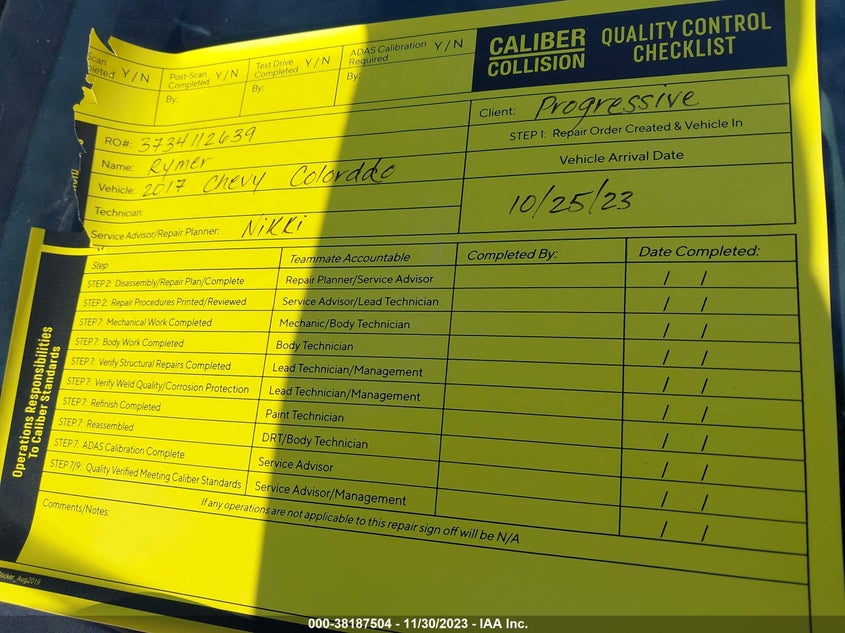 Scan
pleted Y / N
Post-Scan
Completed Y / N
By:
Test Drive
Completed Y / N
By:
ADAS Calibration
Required Y / N
By:
CALIBER
COLLISION
QUALITY CONTROL
CHECKLIST
RO#: 3734112639
Name: Rymer
Vehicle: 2017 Chevy Colorddo
Technician:
Service Advisor/Repair Planner: Nikki
Client: Progressive
STEP 1: Repair Order Created & Vehicle In
Vehicle Arrival Date
10/25/23
Operations Responsibilities
To Caliber Standards
Step Teammate Accountable Completed By: Date Completed:
STEP 2: Disassembly/Repair Plan/Complete Repair Planner/Service Advisor / /
STEP 2: Repair Procedures Printed/Reviewed Service Advisor/Lead Technician / /
STEP 7: Mechanical Work Completed Mechanic/Body Technician / /
STEP 7: Body Work Completed Body Technician / /
STEP 7: Verify Structural Repairs Completed Lead Technician/Management / /
STEP 7: Verify Weld Quality/Corrosion Protection Lead Technician/Management / /
STEP 7: Refinish Completed Paint Technician / /
STEP 7: Reassembled DRT/Body Technician / /
STEP 7: ADAS Calibration Complete Service Advisor / /
STEP 7/9: Quality Verified Meeting Caliber Standards Service Advisor/Management / /
If any operations are not applicable to this repair sign off will be N/A
Comments/Notes:
_Aug2019
000-38187504 - 11/30/2023 - IAA Inc.